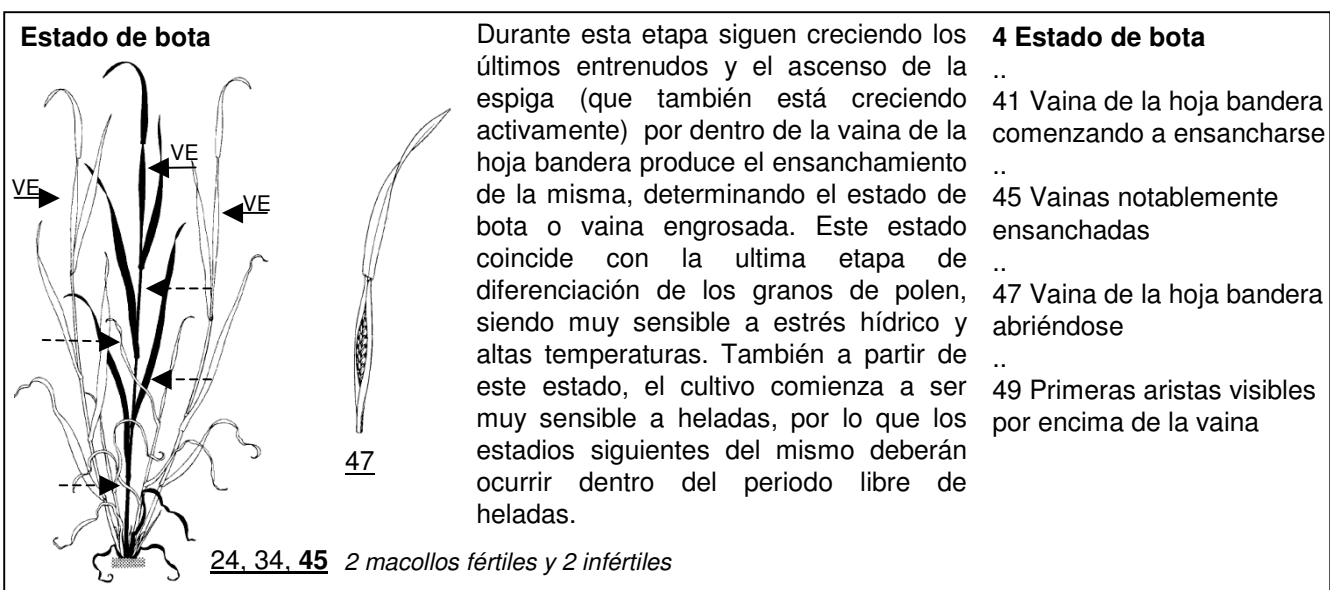 Estado de bota
VE
VE
VE
47
24, 34, 45 2 macollos fértiles y 2 infértiles
Durante esta etapa siguen creciendo los
últimos entrenudos y el ascenso de la
espiga (que también está creciendo
activamente) por dentro de la vaina de la
hoja bandera produce el ensanchamiento
de la misma, determinando el estado de
bota o vaina engrosada. Este estado
coincide con la ultima etapa de
diferenciación de los granos de polen,
siendo muy sensible a estrés hídrico y
altas temperaturas. También a partir de
este estado, el cultivo comienza a ser
muy sensible a heladas, por lo que los
estadios siguientes del mismo deberán
ocurrir dentro del periodo libre de
heladas.
4 Estado de bota
..
41 Vaina de la hoja bandera
comenzando a ensancharse
..
45 Vainas notablemente
ensanchadas
..
47 Vaina de la hoja bandera
abriéndose
..
49 Primeras aristas visibles
por encima de la vaina